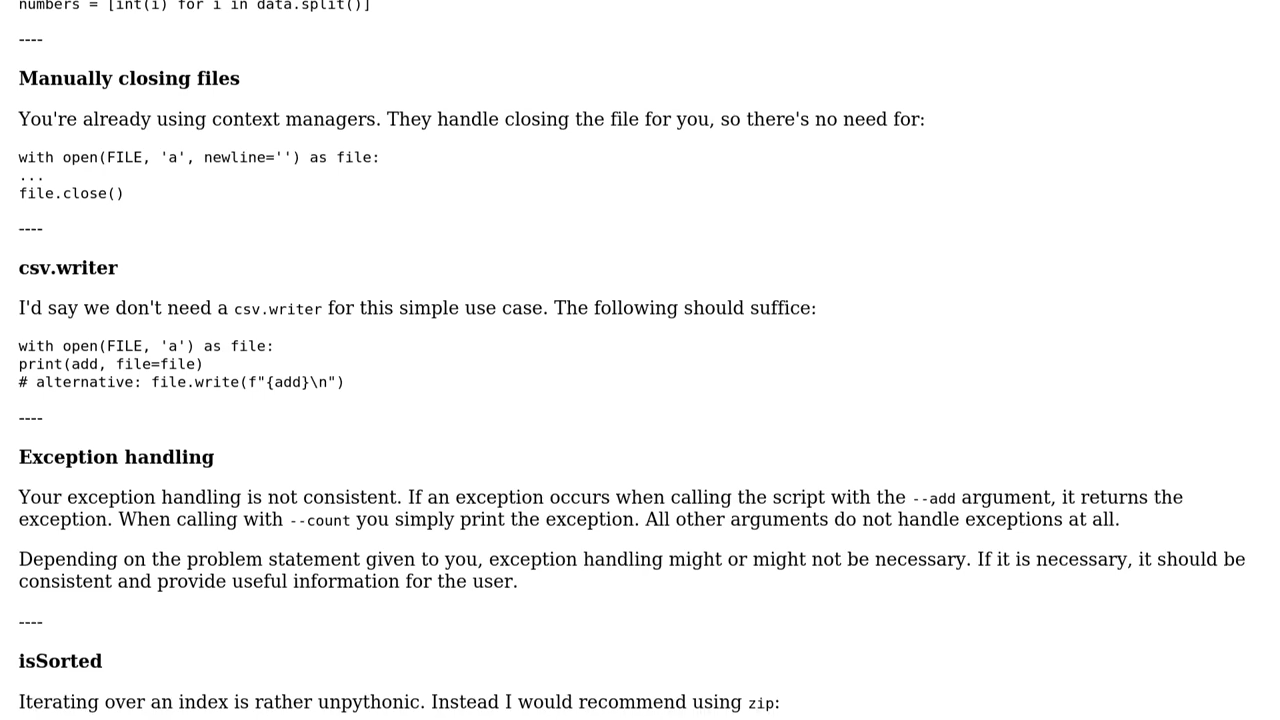 numbers = [int(i) for i in data.split()]
----
Manually closing files
You're already using context managers. They handle closing the file for you, so there's no need for:
with open(FILE, 'a', newline='') as file:
...
file.close()
----
csv.writer
I'd say we don't need a csv.writer for this simple use case. The following should suffice:
with open(FILE, 'a') as file:
print(add, file=file)
# alternative: file.write(f"{add}\n")
----
Exception handling
Your exception handling is not consistent. If an exception occurs when calling the script with the --add argument, it returns the
exception. When calling with --count you simply print the exception. All other arguments do not handle exceptions at all.
Depending on the problem statement given to you, exception handling might or might not be necessary. If it is necessary, it should be
consistent and provide useful information for the user.
----
isSorted
Iterating over an index is rather unpythonic. Instead I would recommend using zip: